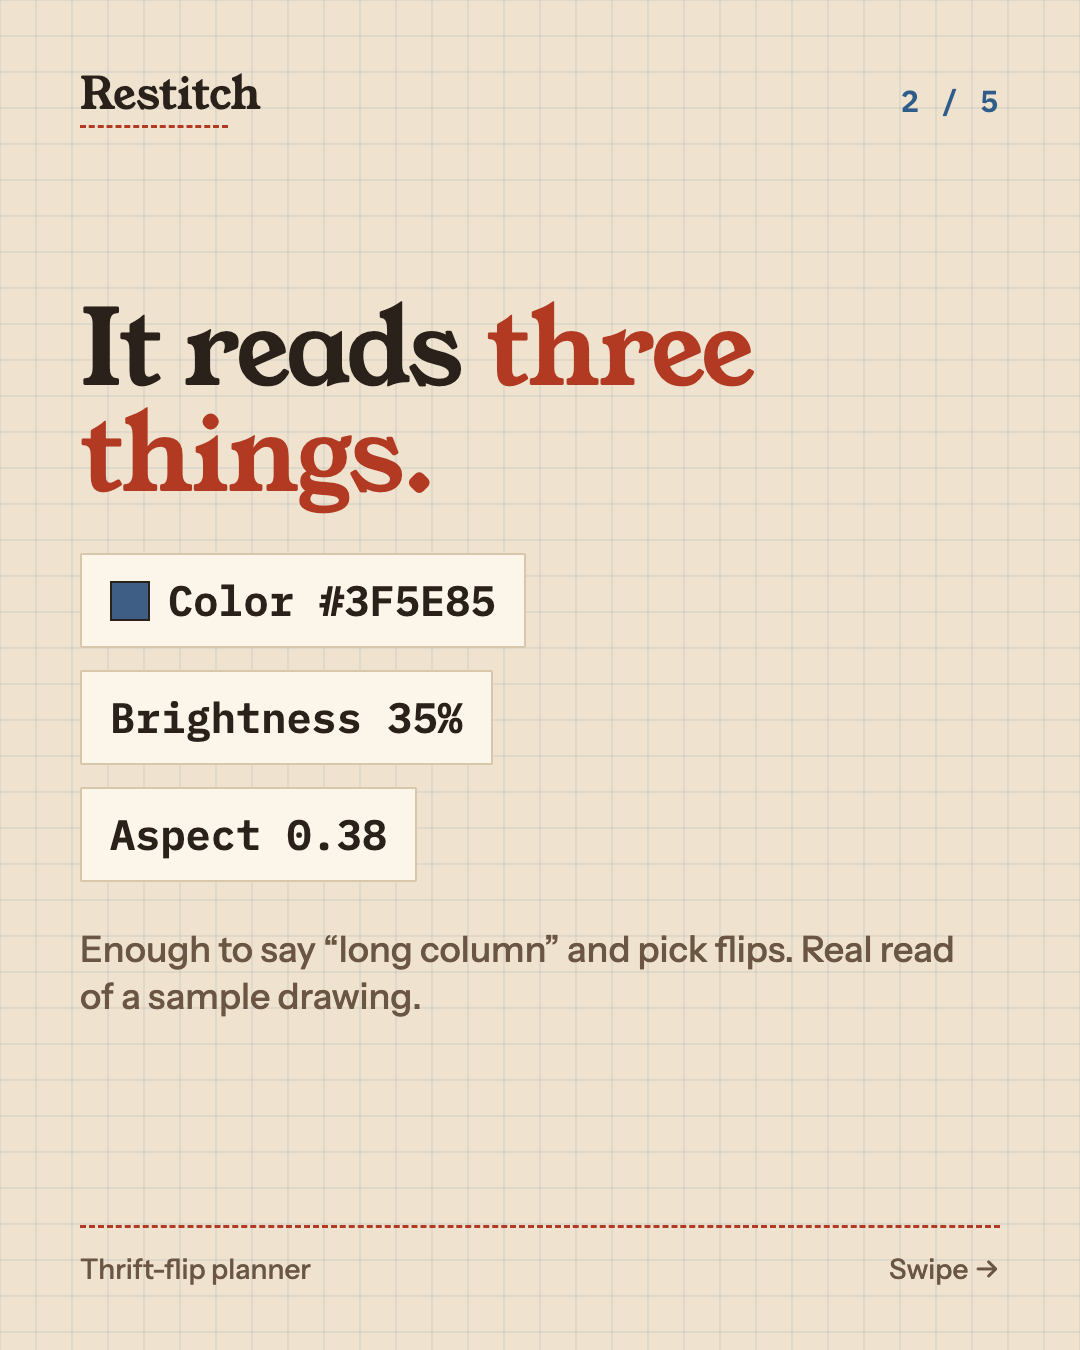 Restitch
2 / 5
It reads three
things.
Color #3F5E85
Brightness 35%
Aspect 0.38
Enough to say “long column” and pick flips. Real read
of a sample drawing.
Thrift-flip planner
Swipe →